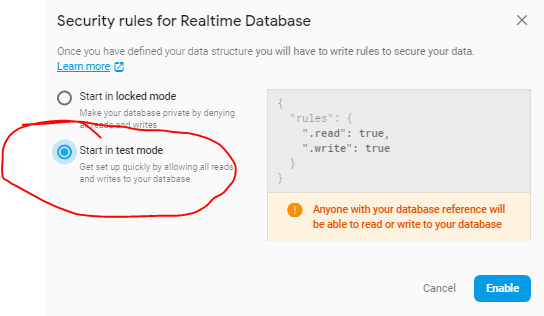 Security rules for Realtime Database
Once you have defined your data structure you will have to write rules to secure your data.
Learn more
Start in locked mode
Make your database private by denying
all reads and writes
Start in test mode
Get set up quickly by allowing all reads
and writes to your database
{
"rules": {
".read": true,
".write": true
}
}
Anyone with your database reference will
be able to read or write to your database
Cancel
Enable